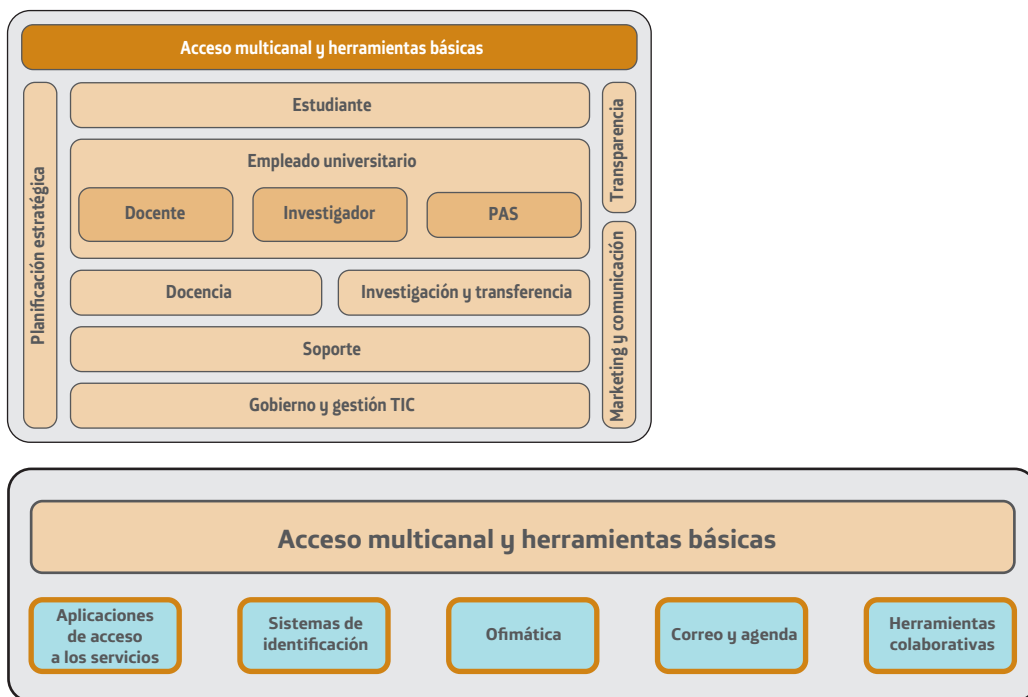 Acceso multicanal y herramientas básicas
Planificación estratégica
Estudiante
Empleado universitario
Docente
Investigador
PAS
Docencia
Investigación y transferencia
Soporte
Gobierno y gestión TIC
Transparencia
Marketing y comunicación
Acceso multicanal y herramientas básicas
Aplicaciones
de acceso
a los servicios
Sistemas de
identificación
Ofimática
Correo y agenda
Herramientas
colaborativas